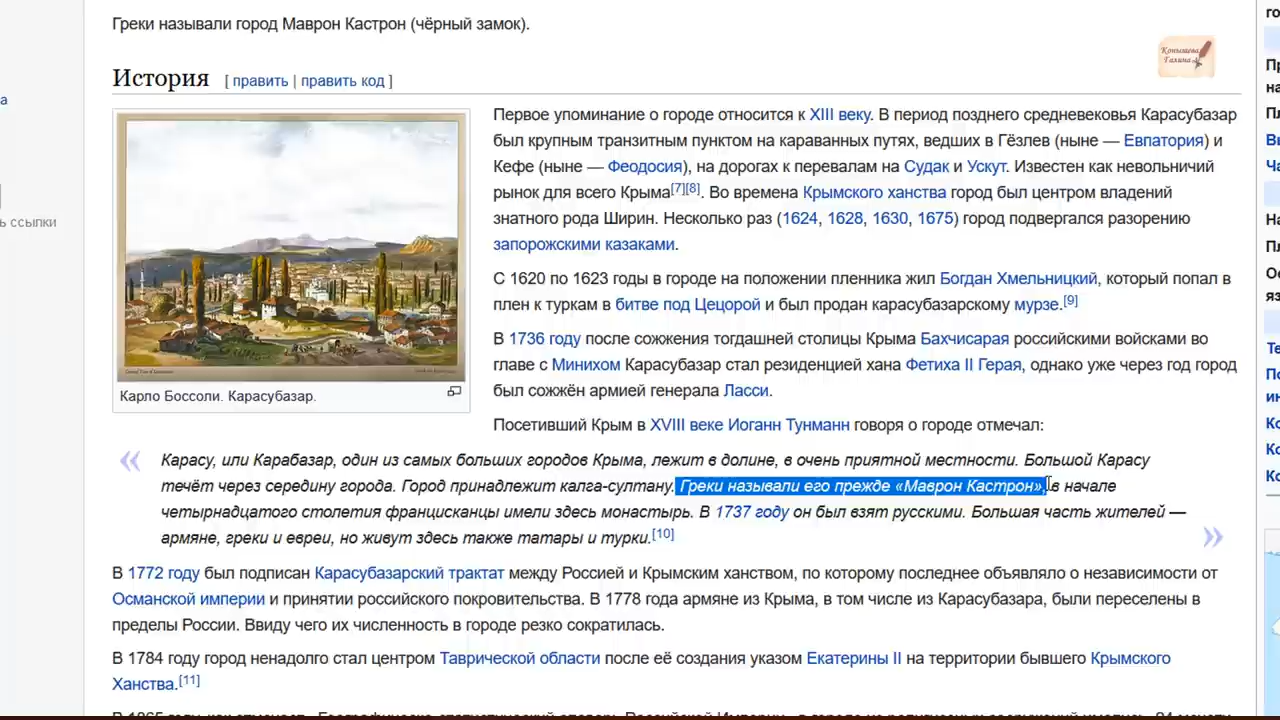 Греки называли город Маврон Кастрон (чёрный замок).
Конышева
Галина
История [ править | править код ]
Первое упоминание о городе относится к XIII веку. В период позднего средневековья Карасубазар
был крупным транзитным пунктом на караванных путях, ведших в Гёзлев (ныне — Евпатория) и
Кефе (ныне — Феодосия), на дорогах к перевалам на Судак и Ускут. Известен как невольничий
рынок для всего Крыма[7][8]. Во времена Крымского ханства город был центром владений
знатного рода Ширин. Несколько раз (1624, 1628, 1630, 1675) город подвергался разорению
запорожскими казаками.
С 1620 по 1623 годы в городе на положении пленника жил Богдан Хмельницкий, который попал в
плен к туркам в битве под Цецорой и был продан карасубазарскому мурзе.[9]
В 1736 году после сожжения тогдашней столицы Крыма Бахчисарая российскими войсками во
главе с Минихом Карасубазар стал резиденцией хана Фетиха II Герая, однако уже через год город
был сожжён армией генерала Ласси.
Карло Боссоли. Карасубазар.
Посетивший Крым в XVIII веке Иоганн Тунманн говоря о городе отмечал:
« Карасу, или Карабазар, один из самых больших городов Крыма, лежит в долине, в очень приятной местности. Большой Карасу
течёт через середину города. Город принадлежит калга-султану. Греки называли его прежде «Маврон Кастрон», в начале
четырнадцатого столетия францисканцы имели здесь монастырь. В 1737 году он был взят русскими. Большая часть жителей —
армяне, греки и евреи, но живут здесь также татары и турки.[10] »
В 1772 году был подписан Карасубазарский трактат между Россией и Крымским ханством, по которому последнее объявляло о независимости от
Османской империи и принятии российского покровительства. В 1778 года армяне из Крыма, в том числе из Карасубазара, были переселены в
пределы России. Ввиду чего их численность в городе резко сократилась.
В 1784 году город ненадолго стал центром Таврической области после её создания указом Екатерины II на территории бывшего Крымского
Ханства.[11]
а
ь ссылки